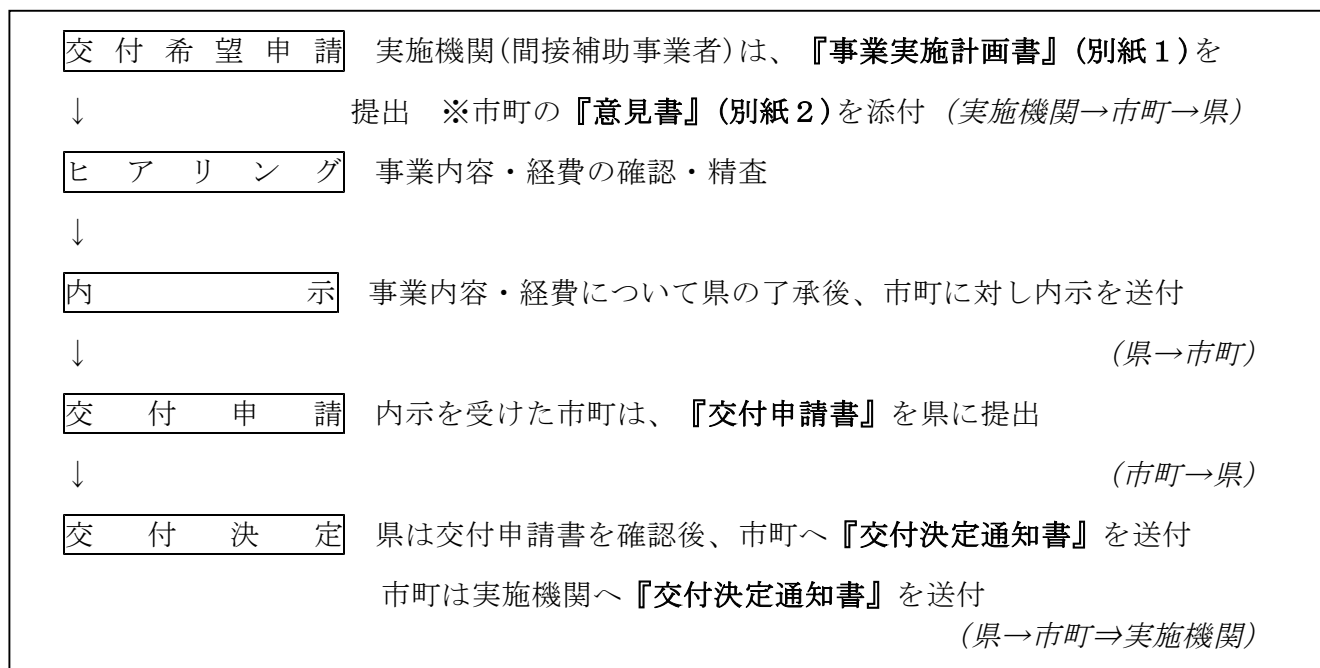 交付希望申請 実施機関(間接補助事業者)は、『事業実施計画書』(別紙1)を
↓ 提出 ※市町の『意見書』(別紙2)を添付 (実施機関→市町→県)
ヒアリング 事業内容・経費の確認・精査
↓
内示 事業内容・経費について県の了承後、市町に対し内示を送付
↓ (県→市町)
交付申請 内示を受けた市町は、『交付申請書』を県に提出
↓ (市町→県)
交付決定 県は交付申請書を確認後、市町へ『交付決定通知書』を送付
市町は実施機関へ『交付決定通知書』を送付
(県→市町⇒実施機関)